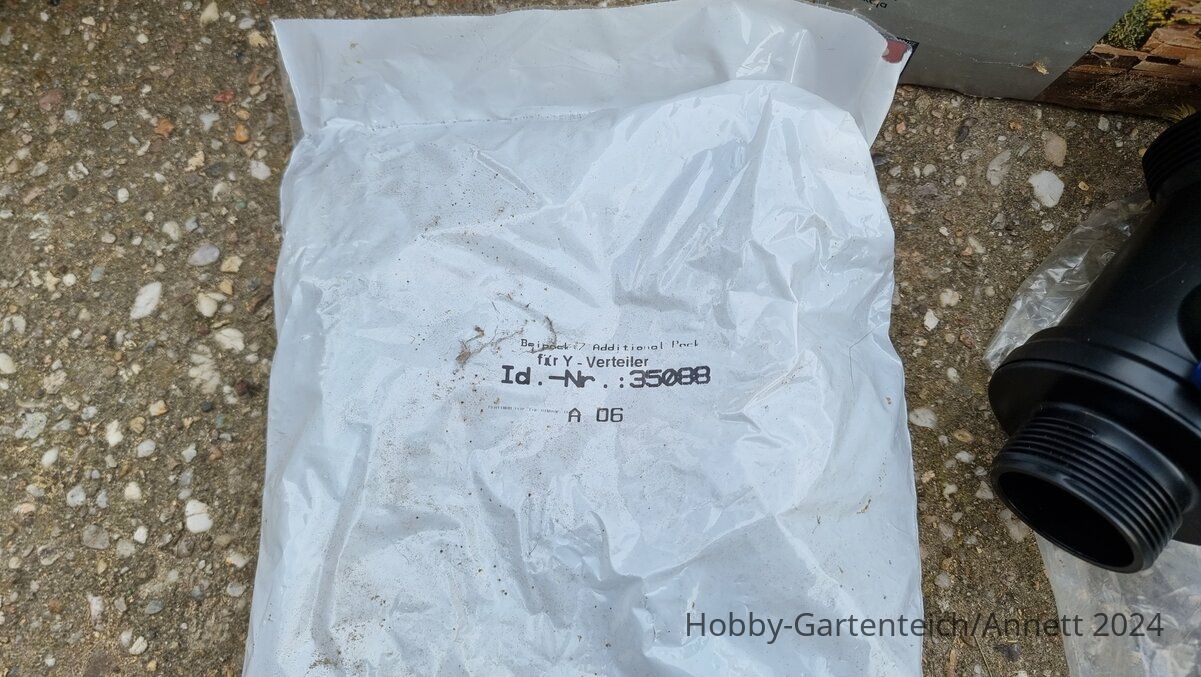 Beipack / Additional Pack
für Y - Verteiler
Id.-Nr.:35088
A 06
Hobby-Gartenteich/Annett 2024